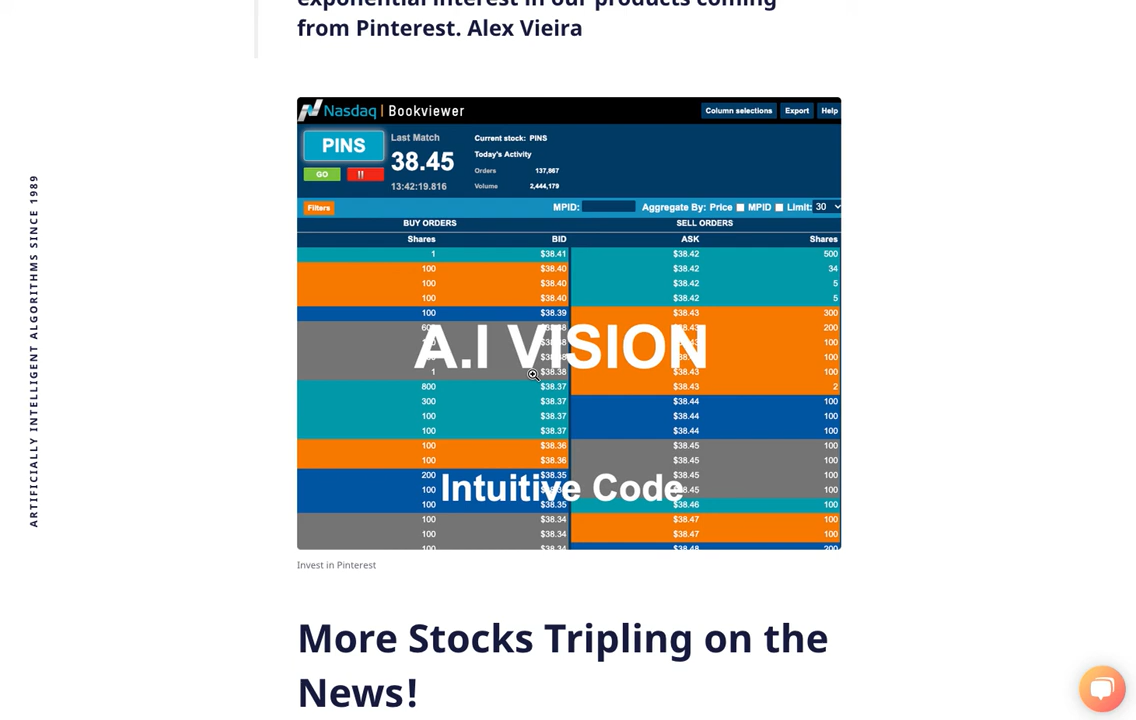 exponential interest in our products coming
from Pinterest. Alex Vieira
ARTIFICIALLY INTELLIGENT ALGORITHMS SINCE 1989
Nasdaq | Bookviewer Column selections Export Help
PINS Last Match Current stock: PINS
38.45 Today's Activity
Orders 137,867
GO !! 13:42:19.816 Volume 2,444,179
Filters MPID: Aggregate By: Price MPID Limit: 30
BUY ORDERS SELL ORDERS
Shares BID ASK Shares
1 $38.41 $38.42 500
100 $38.40 $38.42 34
100 $38.40 $38.42 5
100 $38.40 $38.42 5
100 $38.39 $38.43 300
200
100
A.I VISION
100
1 $38.38 $38.43 100
800 $38.37 $38.43 2
300 $38.37 $38.44 100
100 $38.37 $38.44 100
100 $38.37 $38.44 100
100 $38.36 $38.45 100
100 $38.36 $38.45 100
200 $38.35 $38.45 100
100 100
Intuitive Code
100 $38.35 $38.46 100
100 $38.34 $38.47 100
100 $38.34 $38.47 100
100 $38.34 $38.48 200
Invest in Pinterest
More Stocks Tripling on the
News!